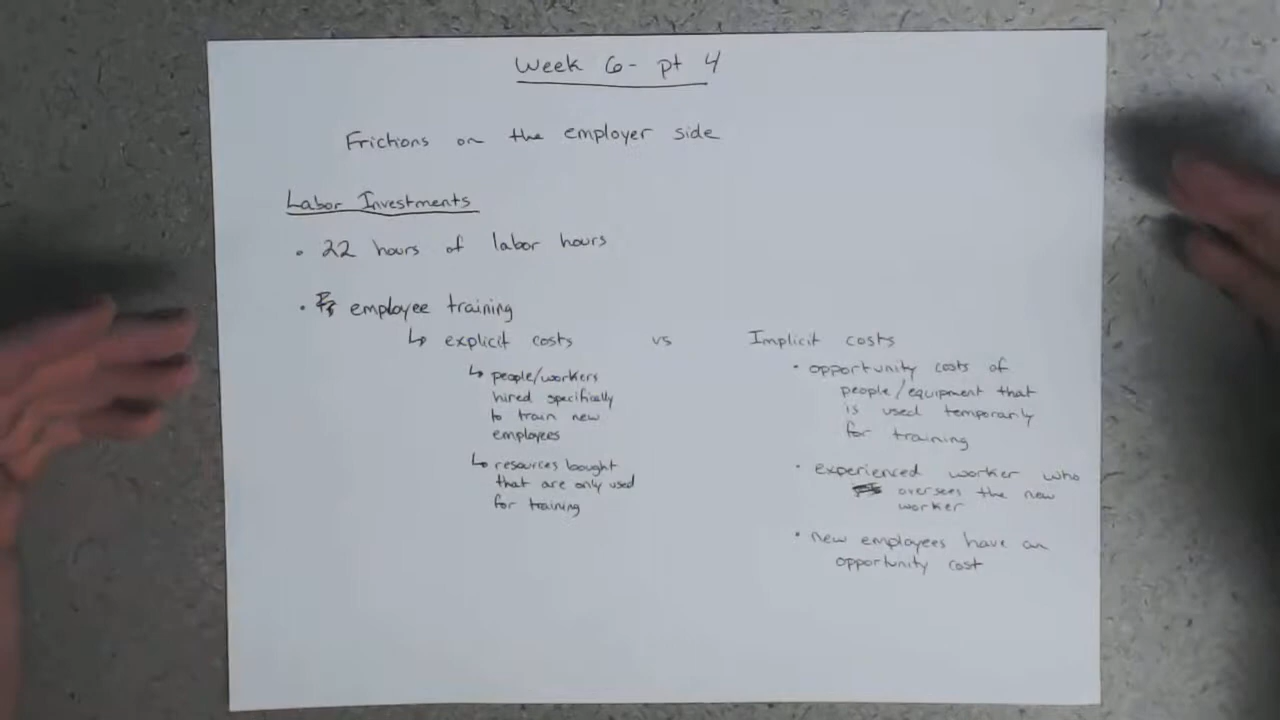 Week 6- pt 4
Frictions on the employer side
Labor Investments
• 22 hours of labor hours
• employee training
↳ explicit costs vs Implicit costs
↳ people/workers
hired specifically
to train new
employees
↳ resources bought
that are only used
for training
• opportunity costs of
people/equipment that
is used temporarily
for training
• experienced worker who
oversees the new
worker
• new employees have an
opportunity cost